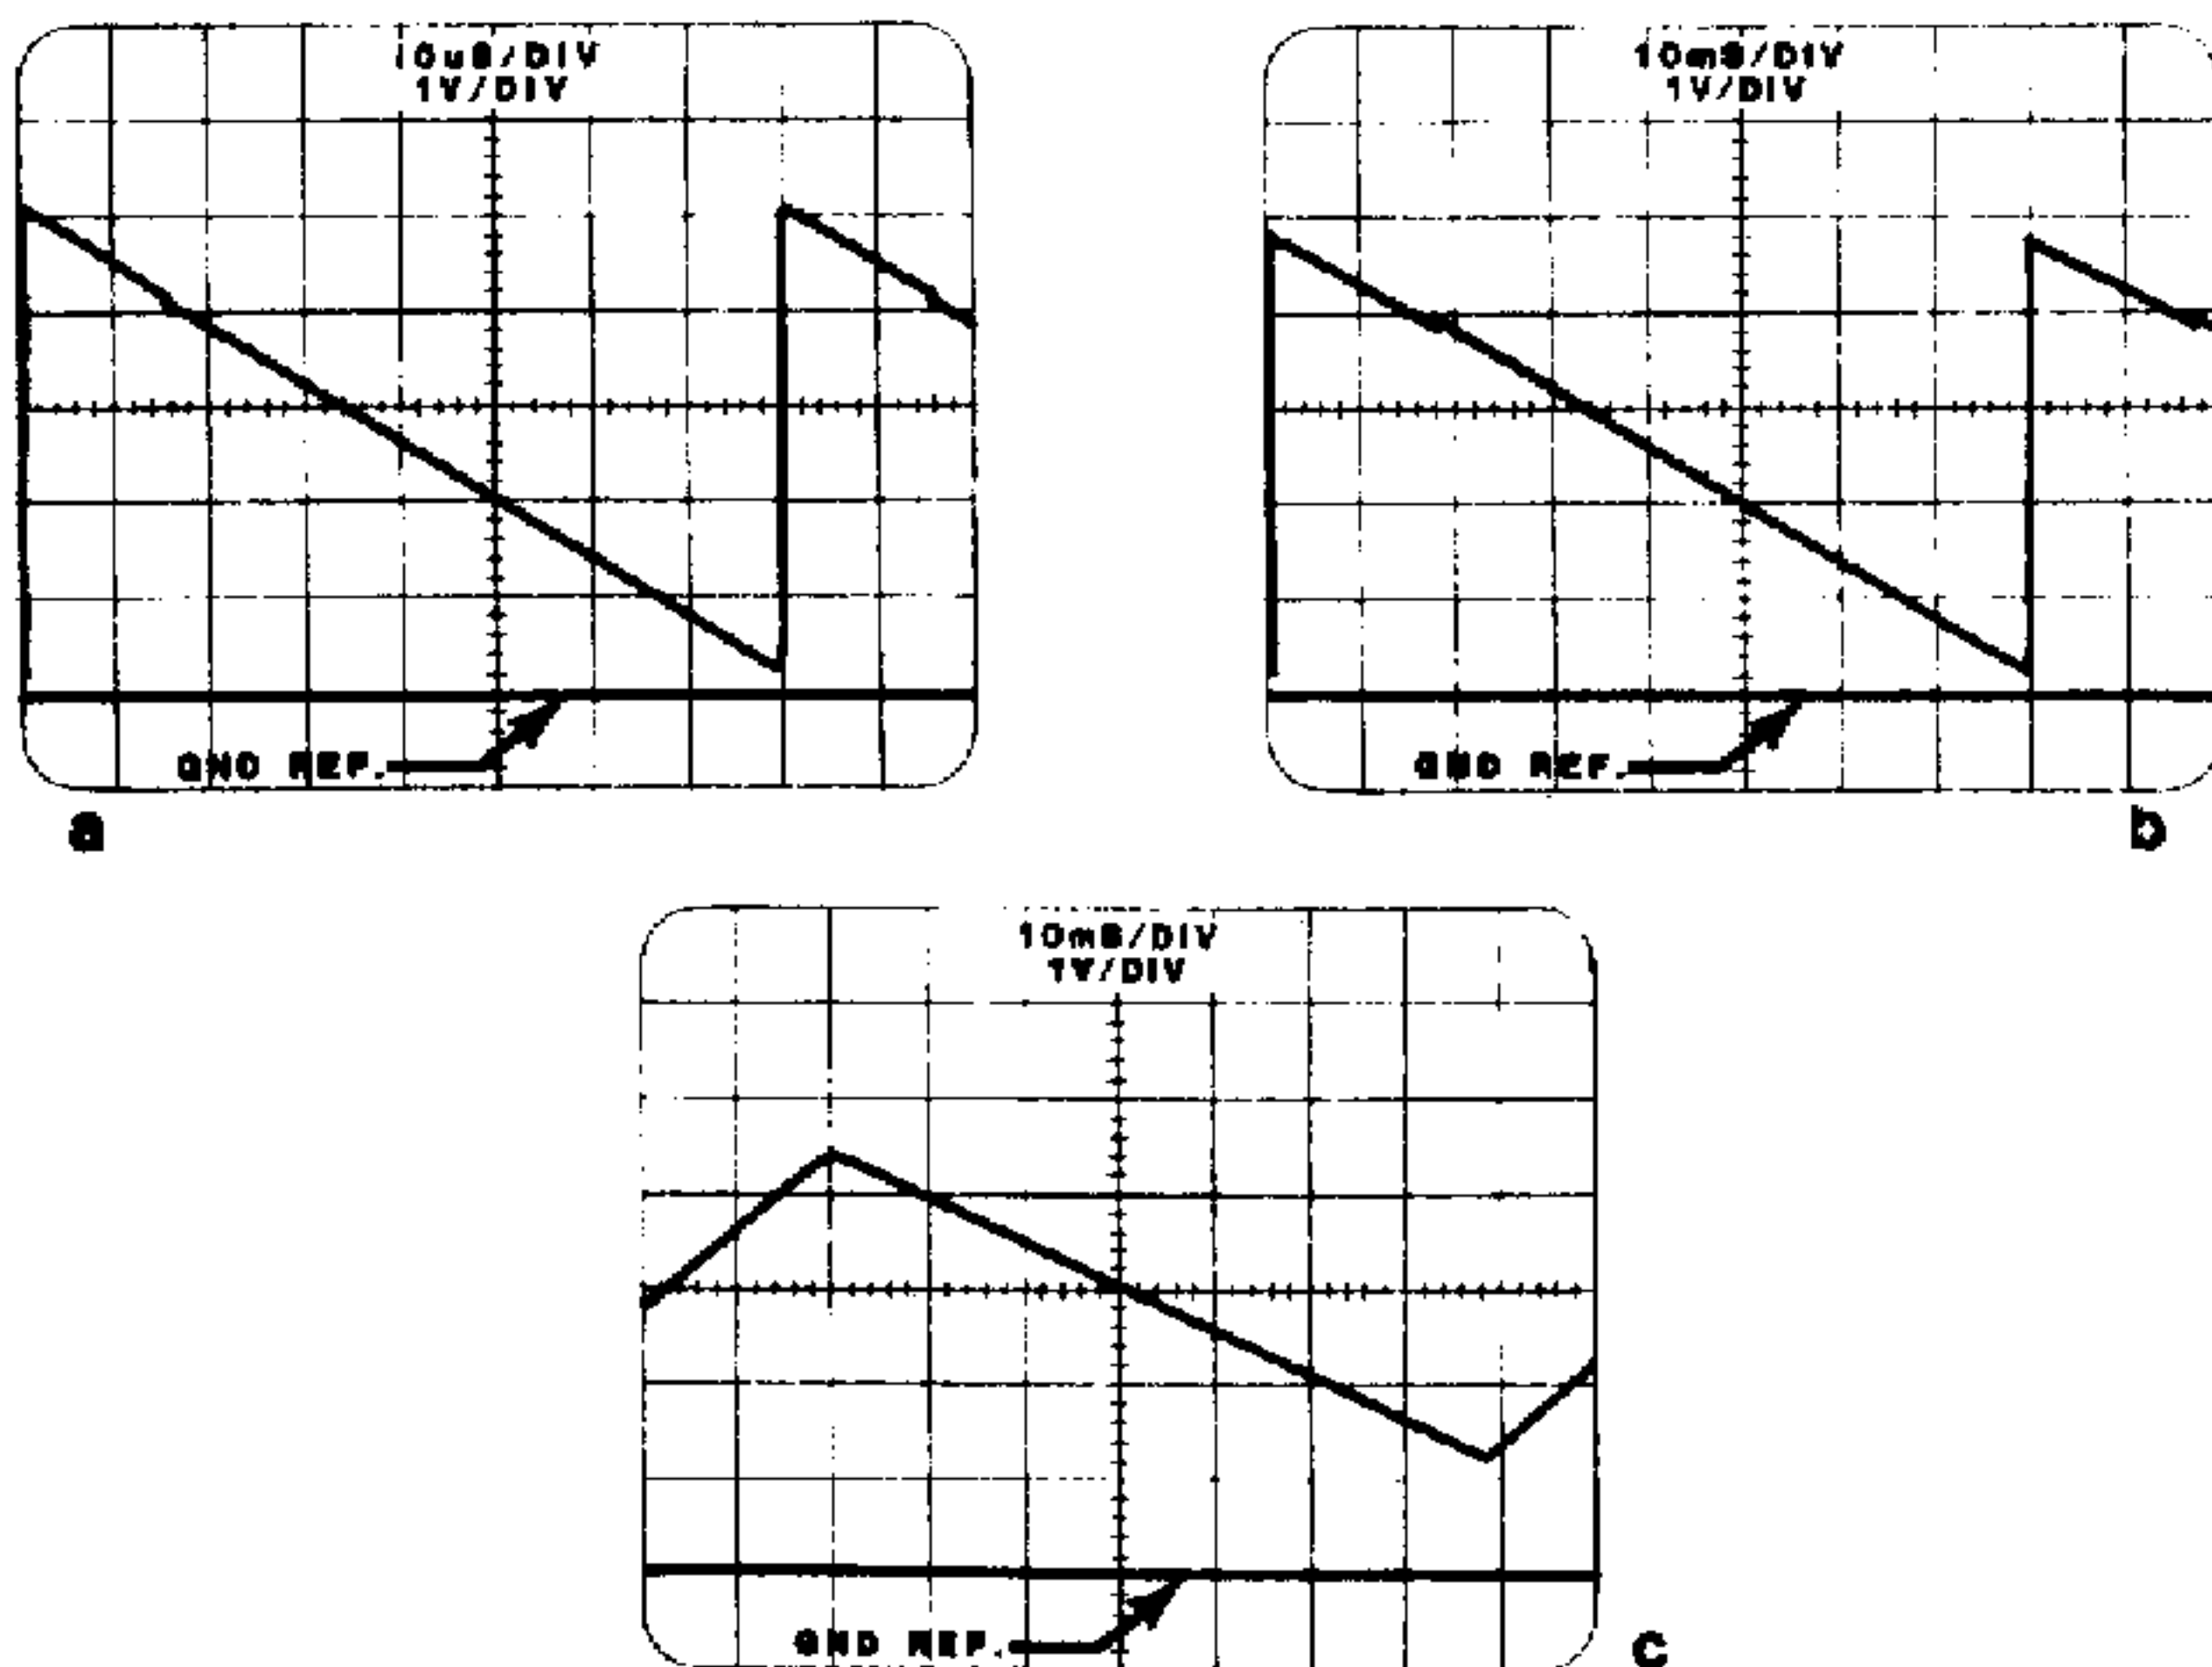 10uS/DIV
1V/DIV
GND REF.
a
10mS/DIV
1V/DIV
GND REF.
b
10mS/DIV
1V/DIV
GND REF.
c